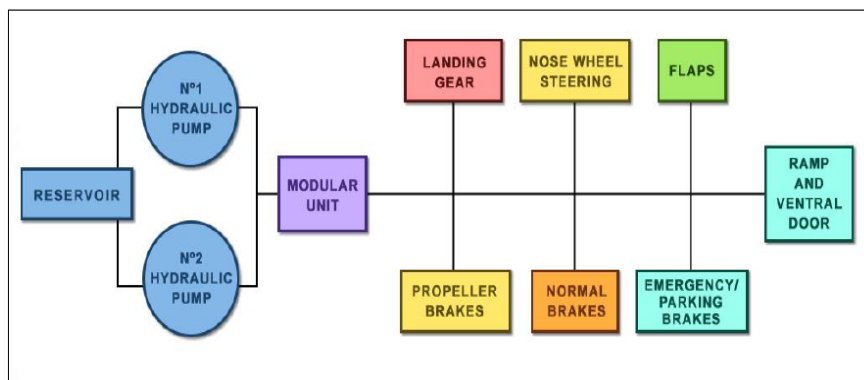 RESERVOIR
Nº1
HYDRAULIC
PUMP
Nº2
HYDRAULIC
PUMP
MODULAR
UNIT
LANDING
GEAR
NOSE WHEEL
STEERING
FLAPS
PROPELLER
BRAKES
NORMAL
BRAKES
EMERGENCY/
PARKING
BRAKES
RAMP
AND
VENTRAL
DOOR